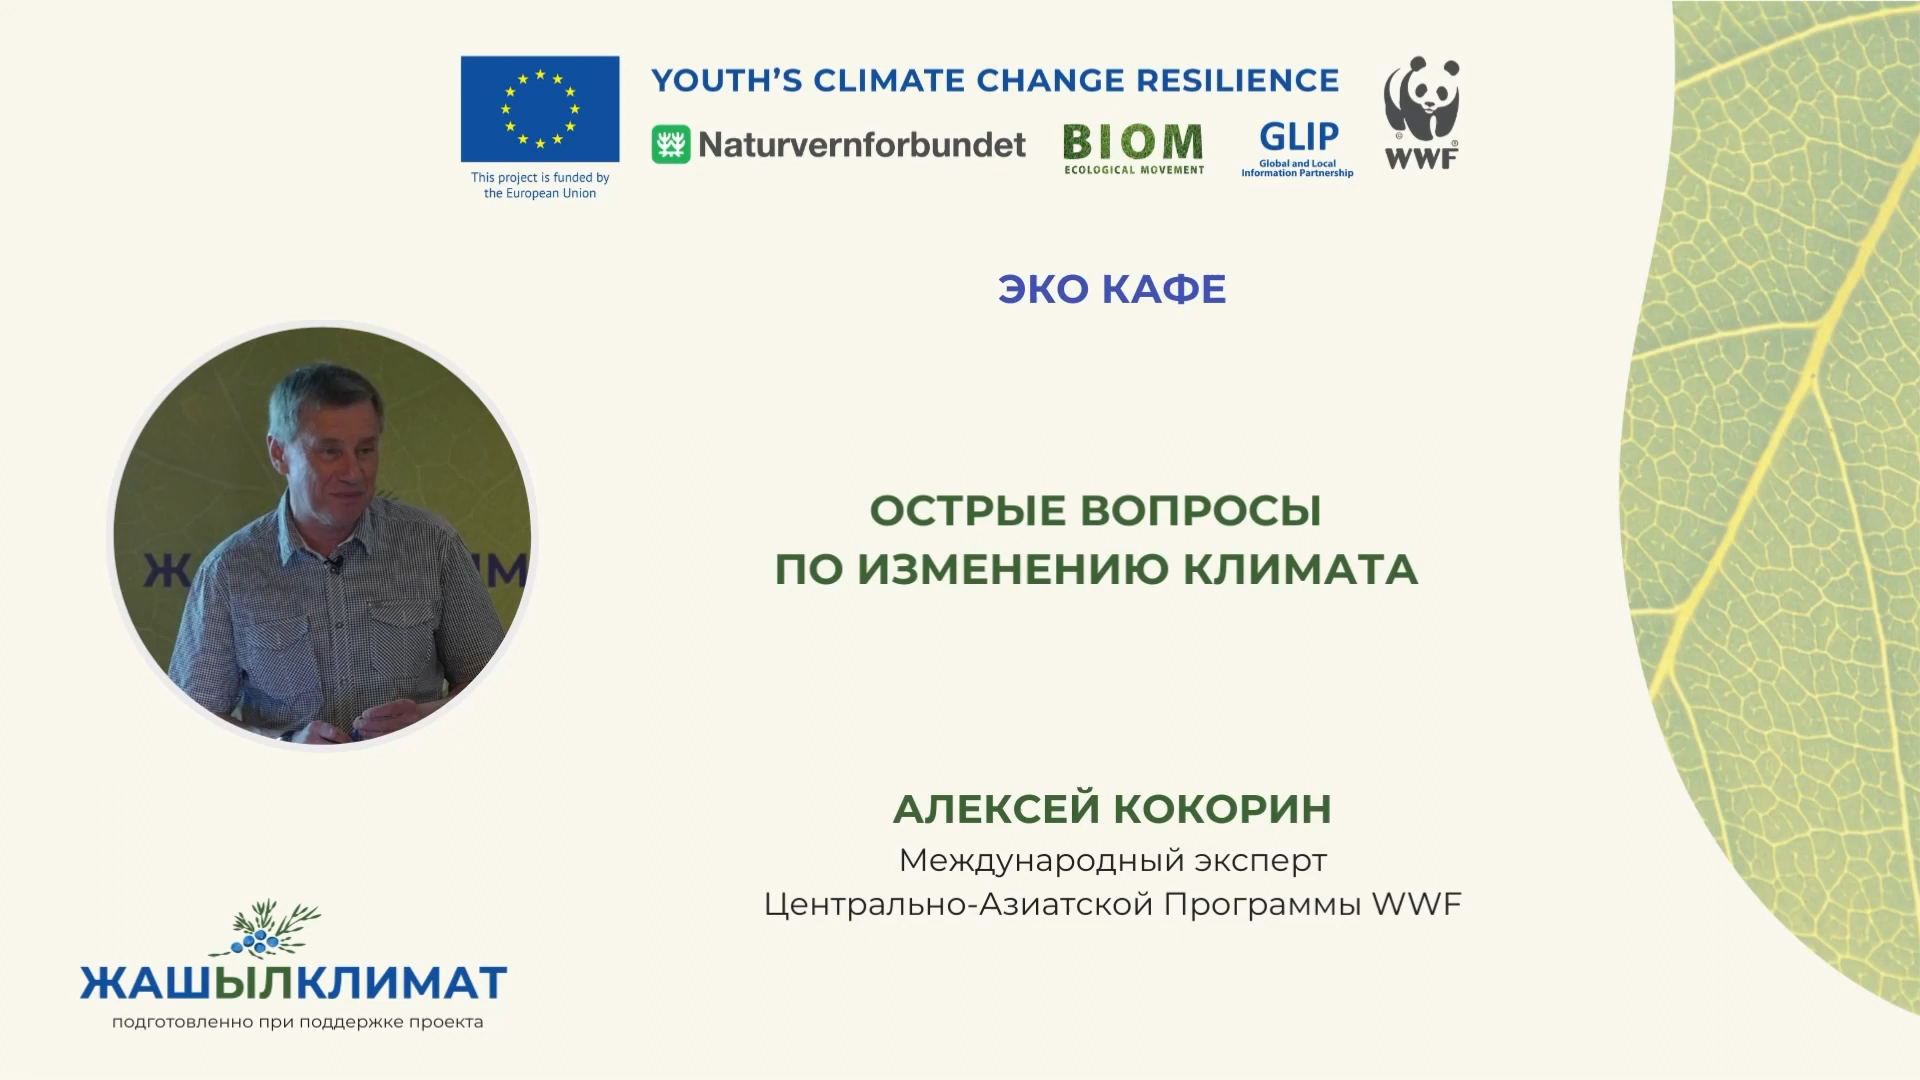 YOUTH'S CLIMATE CHANGE RESILIENCE
This project is funded by
the European Union
Naturvernforbundet
BIOM
ECOLOGICAL MOVEMENT
GLIP
Global and Local
Information Partnership
WWF
ЭКО КАФЕ
ОСТРЫЕ ВОПРОСЫ
ПО ИЗМЕНЕНИЮ КЛИМАТА
АЛЕКСЕЙ КОКОРИН
Международный эксперт
Центрально-Азиатской Программы WWF
ЖАШЫЛКЛИМАТ
подготовленно при поддержке проекта